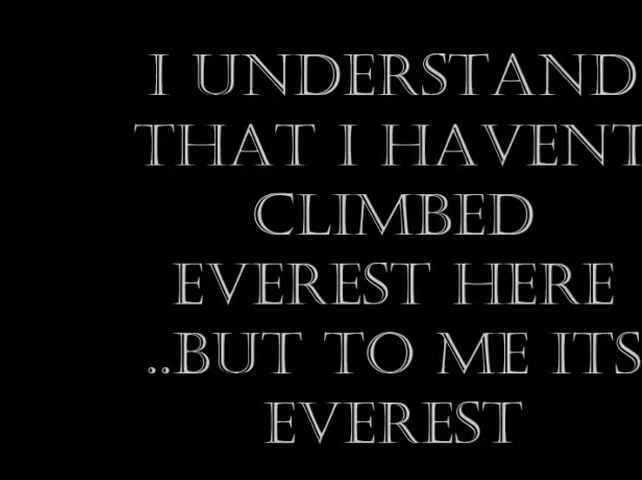 I UNDERSTAND
THAT I HAVENT
CLIMBED
EVEREST HERE
..BUT TO ME ITS
EVEREST